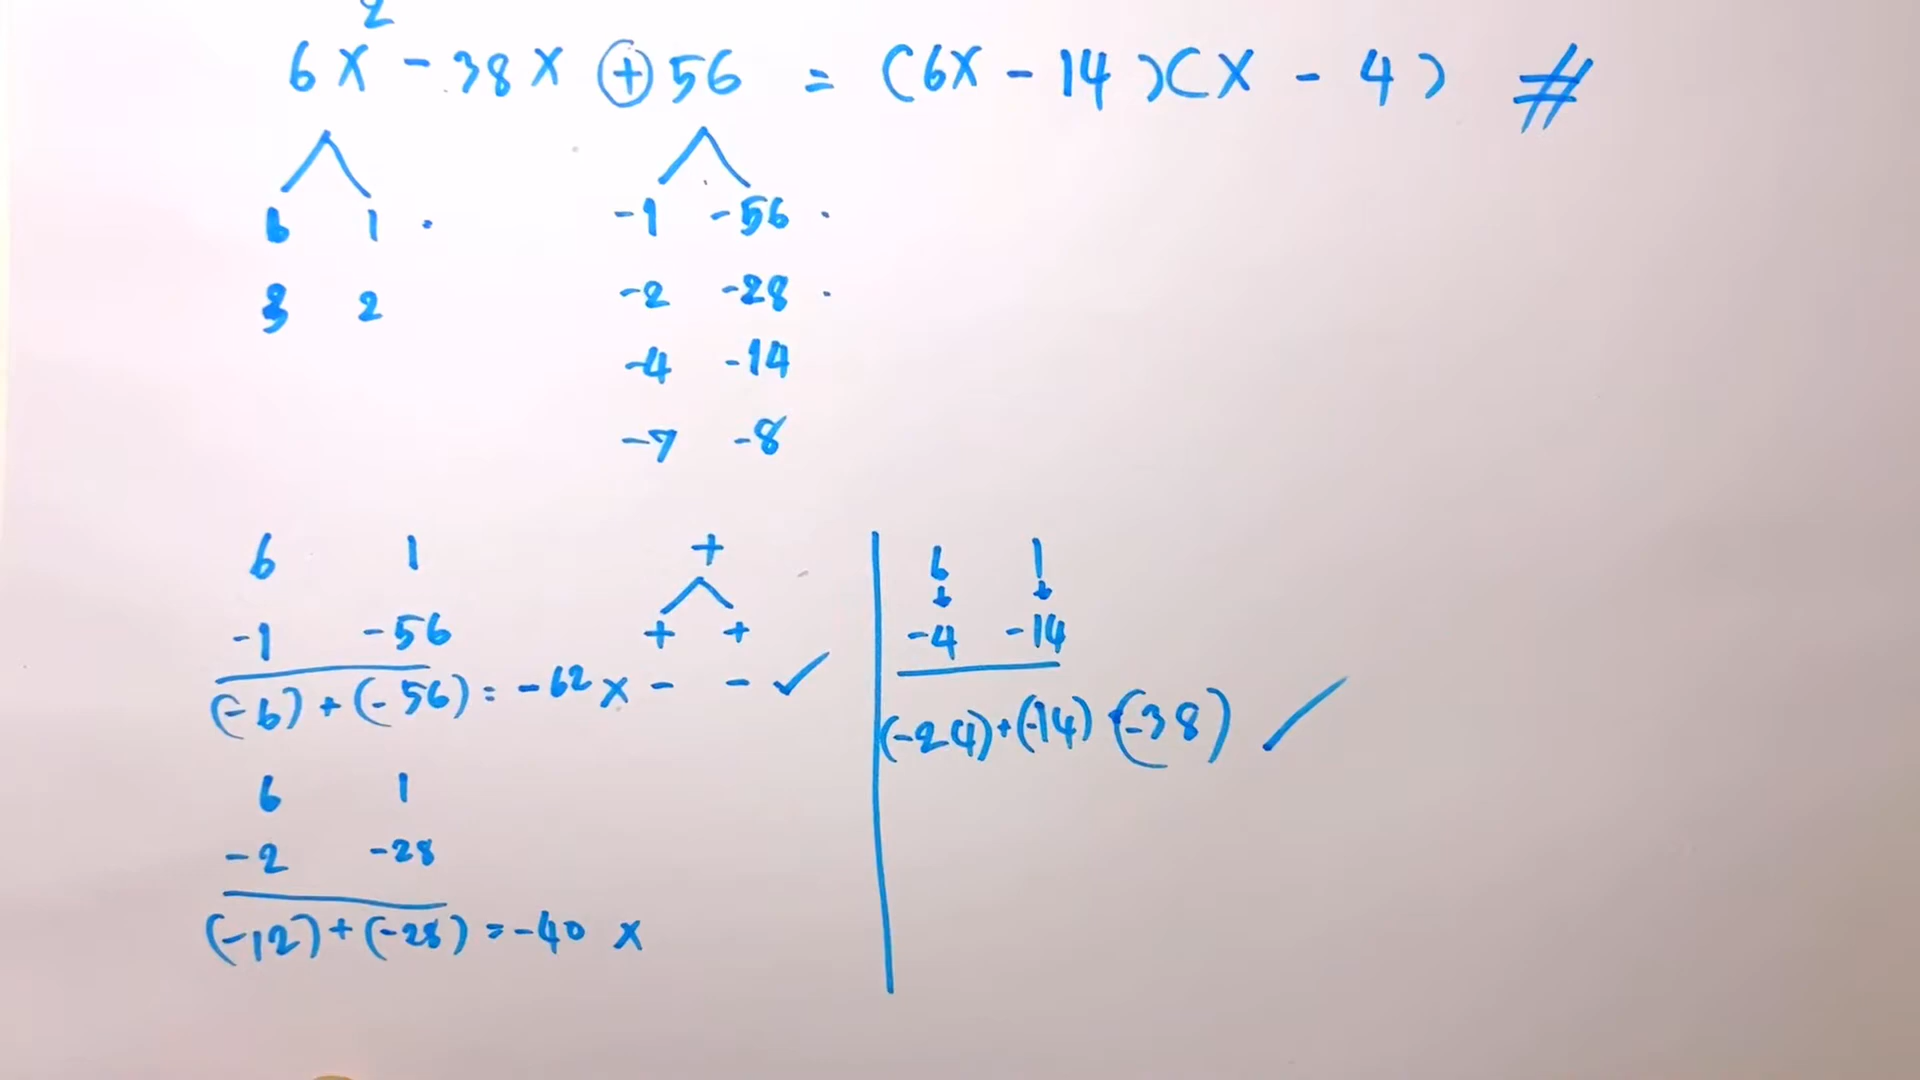 6x² - 38x + 56 = (6x - 14)(x - 4) #
6 1 · -1 -56 ·
3 2 -2 -28 ·
-4 -14
-7 -8
6 1 +
-1 -56 + +
(-6) + (-56) = -62 x - - ✓
6 1
-2 -28
(-12) + (-28) = -40 x
6 1
↓ ↓
-4 -14
(-24) + (-14) (-38) ✓